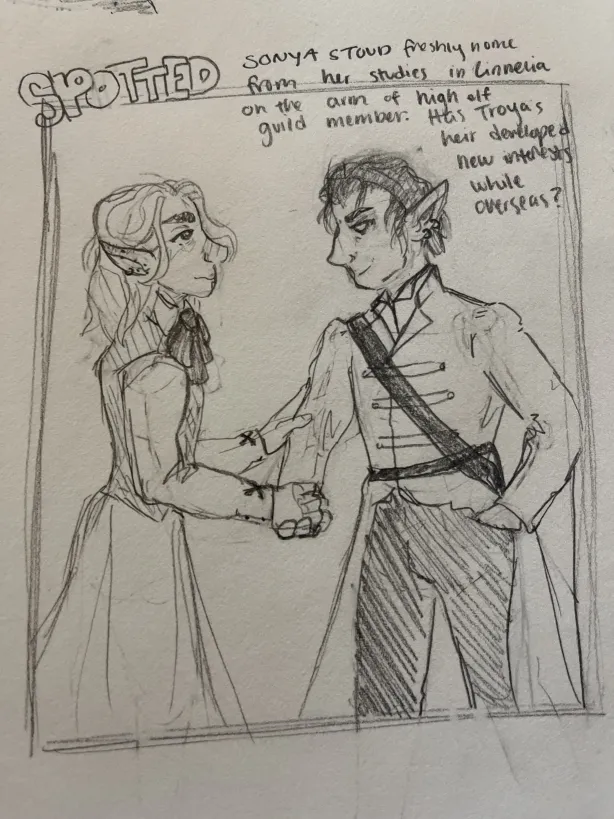 SPOTTED
SONYA STOUD freshly home
from her studies in Linnelia
on the arm of high elf
guild member. Has Troya's
heir developed
new interests
while
overseas?